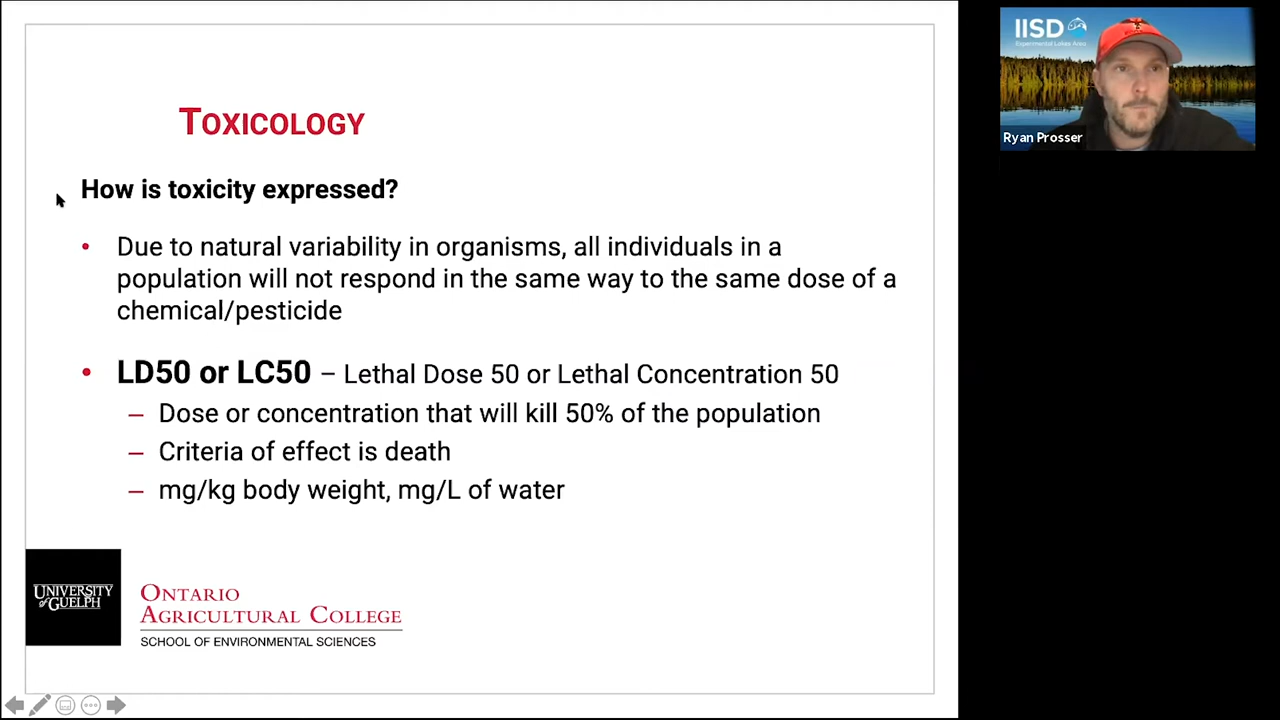 TOXICOLOGY
How is toxicity expressed?
• Due to natural variability in organisms, all individuals in a
population will not respond in the same way to the same dose of a
chemical/pesticide
• LD50 or LC50 – Lethal Dose 50 or Lethal Concentration 50
– Dose or concentration that will kill 50% of the population
– Criteria of effect is death
– mg/kg body weight, mg/L of water
UNIVERSITY
of GUELPH
ONTARIO
AGRICULTURAL COLLEGE
SCHOOL OF ENVIRONMENTAL SCIENCES
IISD
Experimental Lakes Area
Ryan Prosser